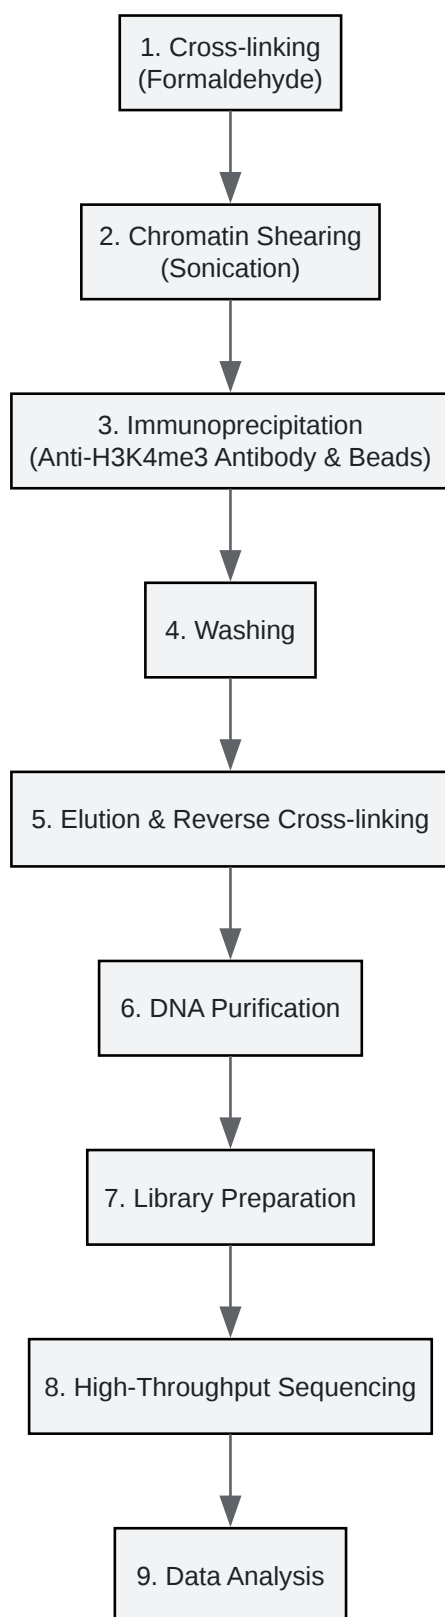 1. Cross-linking
(Formaldehyde)
2. Chromatin Shearing
(Sonication)
3. Immunoprecipitation
(Anti-H3K4me3 Antibody & Beads)
4. Washing
5. Elution & Reverse Cross-linking
6. DNA Purification
7. Library Preparation
8. High-Throughput Sequencing
9. Data Analysis